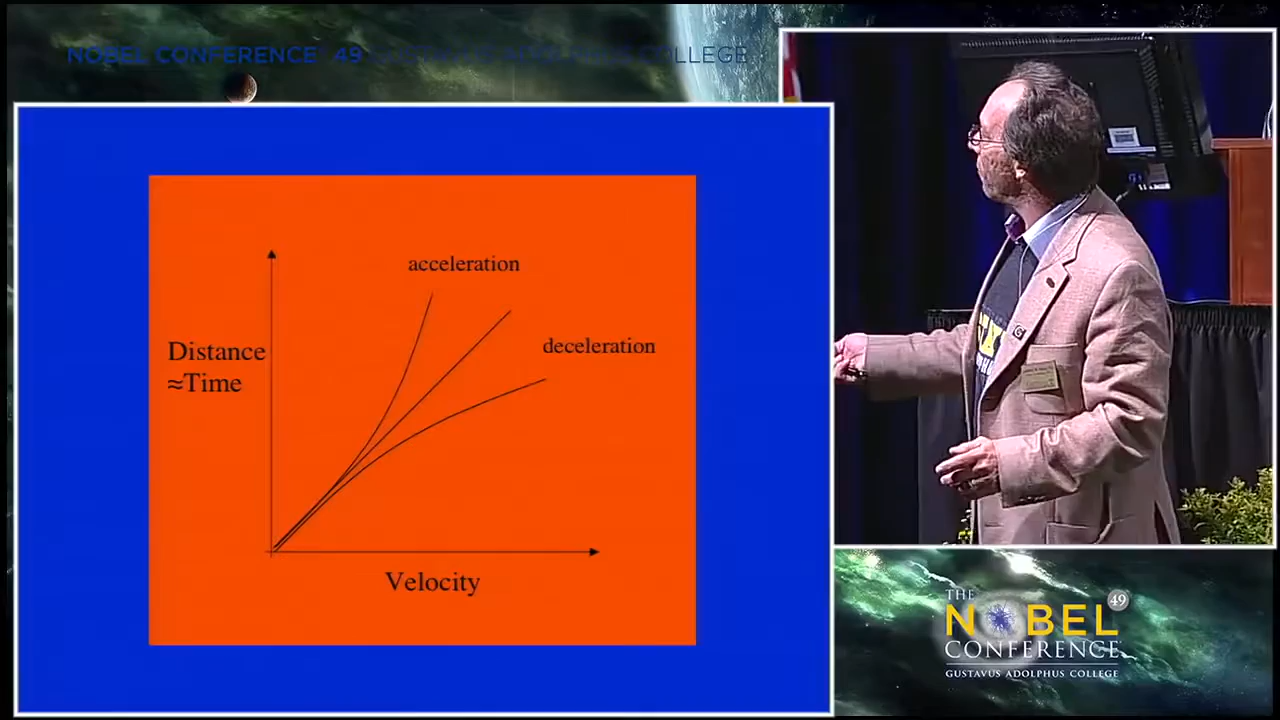 NOBEL CONFERENCE 49 GUSTAVUS ADOLPHUS COLLEGE
acceleration
Distance
≈Time
deceleration
Velocity
THE
NOBEL
49
CONFERENCE
GUSTAVUS ADOLPHUS COLLEGE